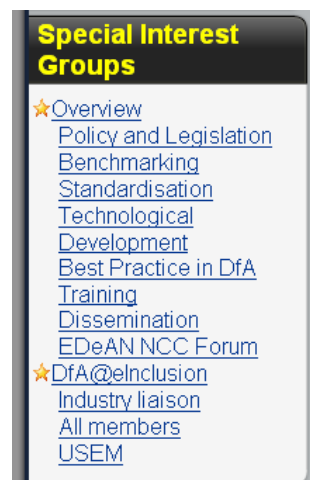 Special Interest
Groups
Overview
Policy and Legislation
Benchmarking
Standardisation
Technological
Development
Best Practice in DfA
Training
Dissemination
EDeAN NCC Forum
DfA@eInclusion
Industry liaison
All members
USEM